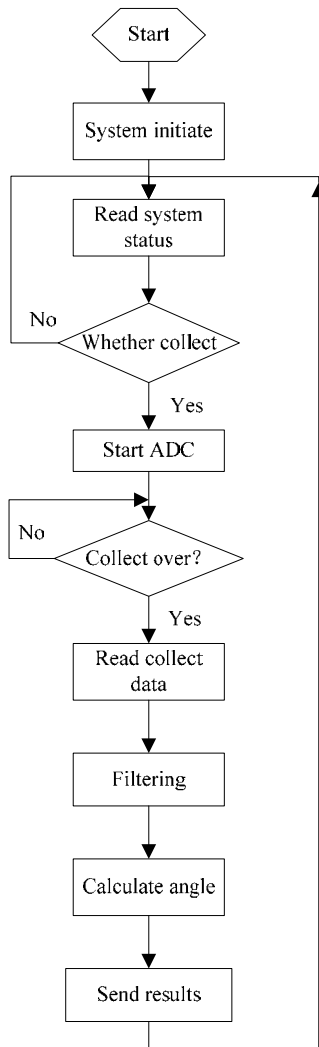 Start
System initiate
Read system
status
No
Whether collect
Yes
Start ADC
No
Collect over?
Yes
Read collect
data
Filtering
Calculate angle
Send results